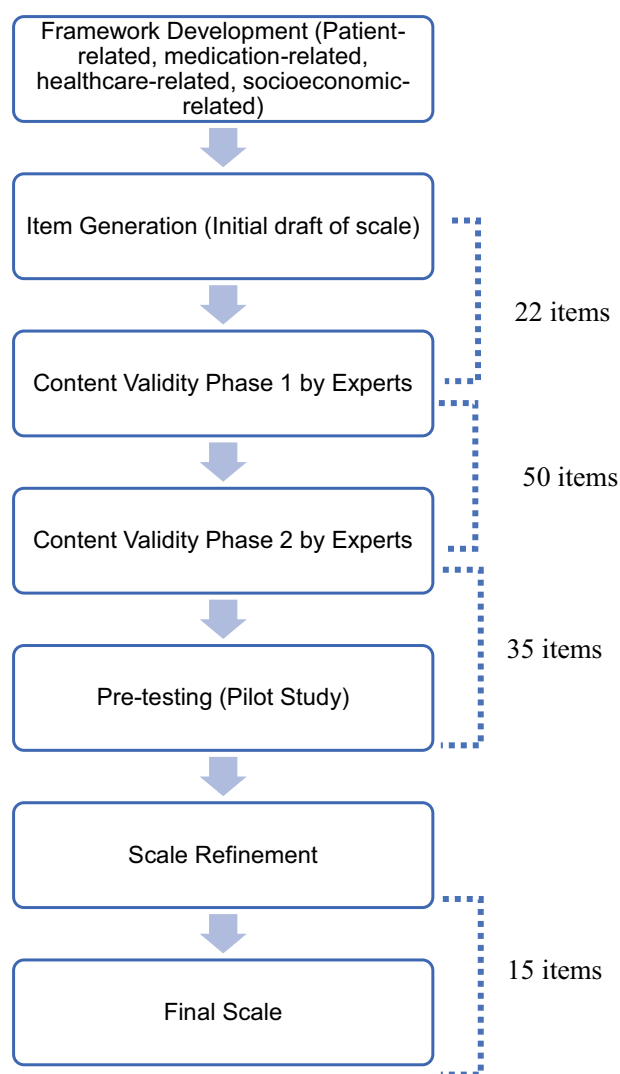 Framework Development (Patient-
related, medication-related,
healthcare-related, socioeconomic-
related)
Item Generation (Initial draft of scale)
22 items
Content Validity Phase 1 by Experts
50 items
Content Validity Phase 2 by Experts
35 items
Pre-testing (Pilot Study)
Scale Refinement
15 items
Final Scale